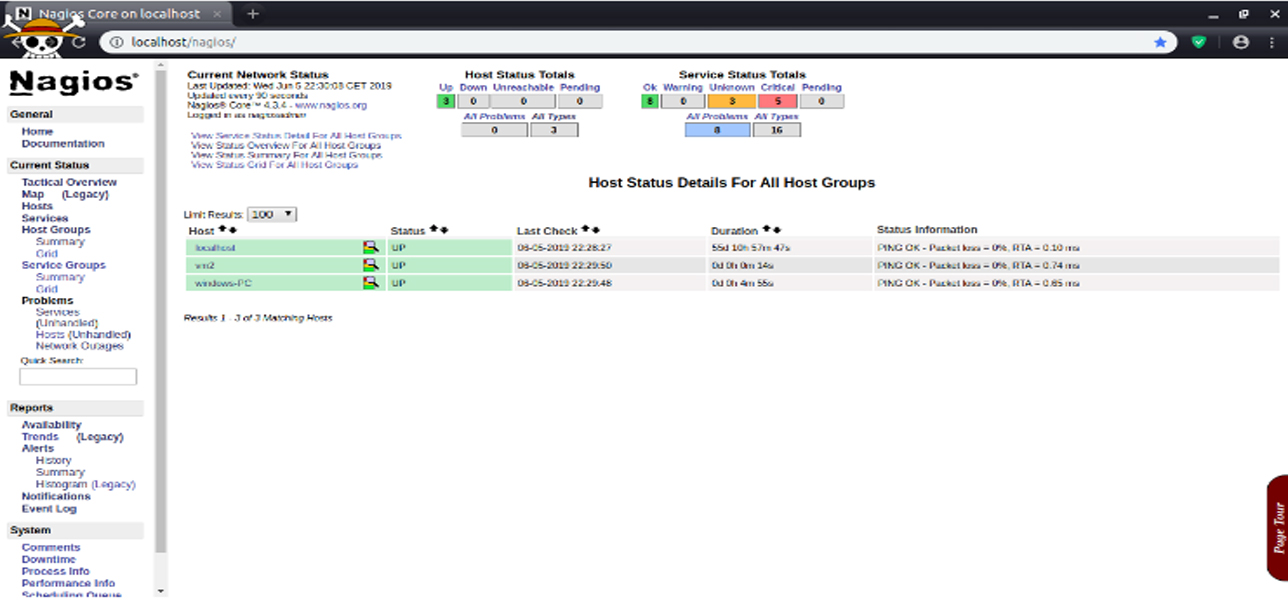 Nagios Core on localhost
localhost/nagios/
Nagios®
General
Home
Documentation
Current Status
Tactical Overview
Map (Legacy)
Hosts
Services
Host Groups
Summary
Grid
Service Groups
Summary
Grid
Problems
Services
(Unhandled)
Hosts (Unhandled)
Network Outages
Quick Search:
Reports
Availability
Trends (Legacy)
Alerts
History
Summary
Histogram (Legacy)
Notifications
Event Log
System
Comments
Downtime
Process Info
Performance Info
Scheduling Queue
Current Network Status
Last Updated: Wed Jun 5 22:30:03 CET 2019
Updated every 90 seconds
Nagios® Core™ 4.3.4 - www.nagios.org
Logged in as nagiosadmin
View Service Status Detail For All Host Groups
View Status Overview For All Host Groups
View Status Summary For All Host Groups
View Status Grid For All Host Groups
Host Status Totals
Up Down Unreachable Pending
3 0 0 0
All Problems All Types
0 3
Service Status Totals
Ok Warning Unknown Critical Pending
8 0 3 5 0
All Problems All Types
8 16
Host Status Details For All Host Groups
Limit Results: 100
Host Status Last Check Duration Status Information
localhost UP 06-05-2019 22:28:27 55d 10h 57m 47s PING OK - Packet loss = 0%, RTA = 0.10 ms
vm2 UP 06-05-2019 22:29:50 0d 0h 0m 14s PING OK - Packet loss = 0%, RTA = 0.74 ms
windows-PC UP 06-05-2019 22:29:48 0d 0h 4m 55s PING OK - Packet loss = 0%, RTA = 0.65 ms
Results 1 - 3 of 3 Matching Hosts
Page Tour